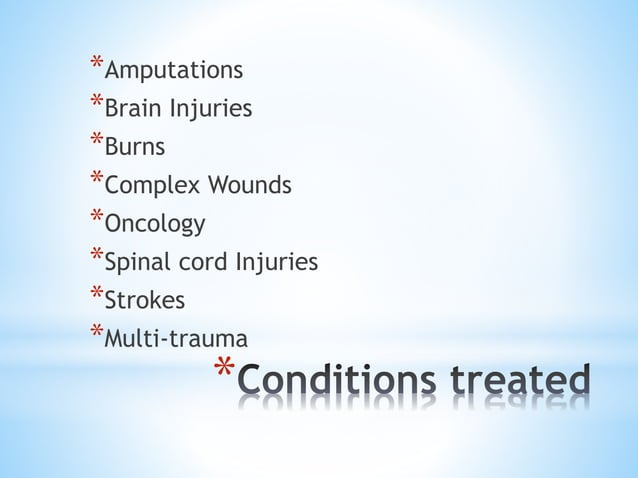 *Amputations
*Brain Injuries
*Burns
*Complex Wounds
*Oncology
*Spinal cord Injuries
*Strokes
*Multi-trauma
*Conditions treated